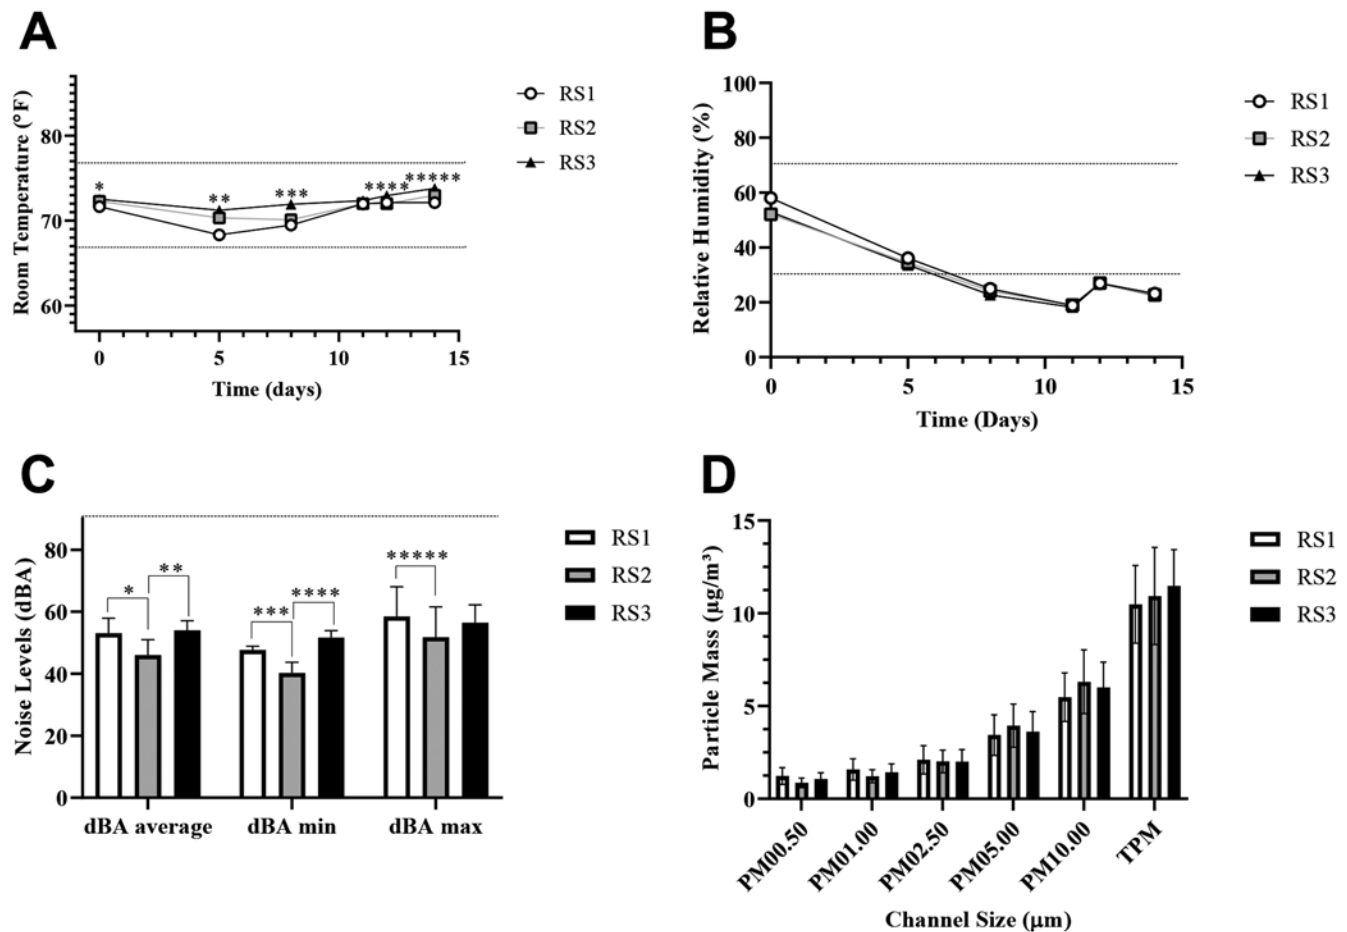 A
Room Temperature (°F)
80
70
60
*
**
***
****
*****
0
5
10
15
Time (days)
RS1
RS2
RS3
B
Relative Humidity (%)
100
80
60
40
20
0
0
5
10
15
Time (Days)
RS1
RS2
RS3
C
Noise Levels (dBA)
80
60
40
20
0
*
**
***
****
*****
dBA average
dBA min
dBA max
RS1
RS2
RS3
D
Particle Mass (µg/m³)
15
10
5
0
PM00.50
PM01.00
PM02.50
PM05.00
PM10.00
TPM
Channel Size (µm)
RS1
RS2
RS3